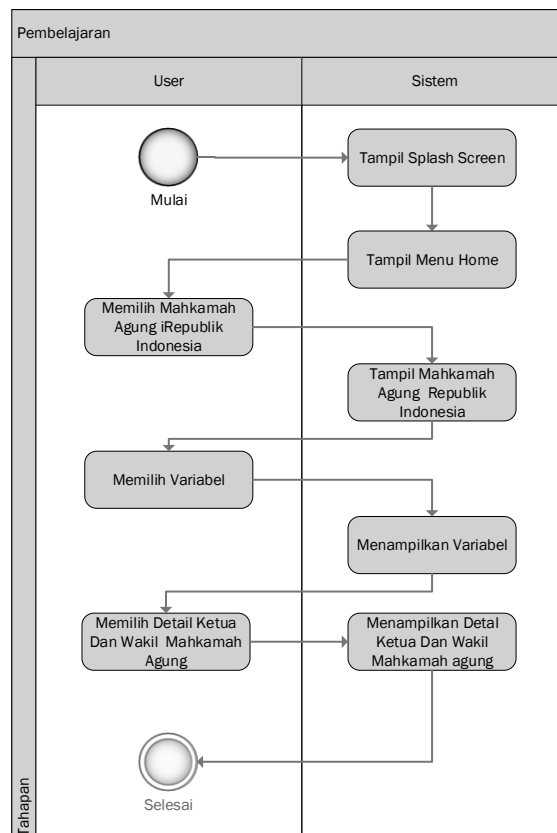 Pembelajaran
User
Sistem
Tampil Splash Screen
Mulai
Tampil Menu Home
Memilih Mahkamah
Agung iRepublik
Indonesia
Tampil Mahkamah
Agung Republik
Indonesia
Memilih Variabel
Menampilkan Variabel
Memilih Detail Ketua
Dan Wakil Mahkamah
Agung
Menampilkan Detal
Ketua Dan Wakil
Mahkamah agung
Selesai
Tahapan